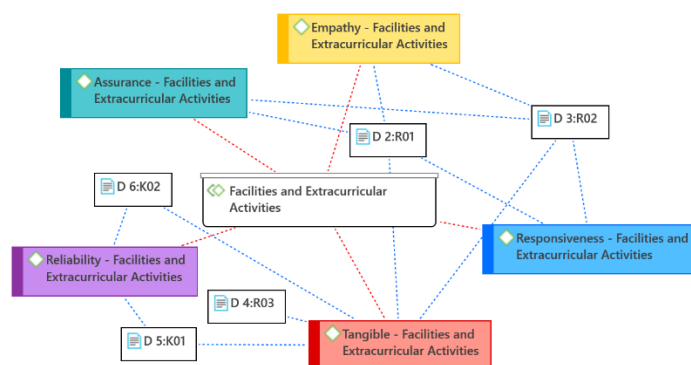 Empathy - Facilities and
Extracurricular Activities
Assurance - Facilities and
Extracurricular Activities
D 3:R02
D 2:R01
D 6:K02
Facilities and Extracurricular
Activities
Responsiveness - Facilities and
Extracurricular Activities
Reliability - Facilities and
Extracurricular Activities
D 4:R03
Tangible - Facilities and
Extracurricular Activities
D 5:K01